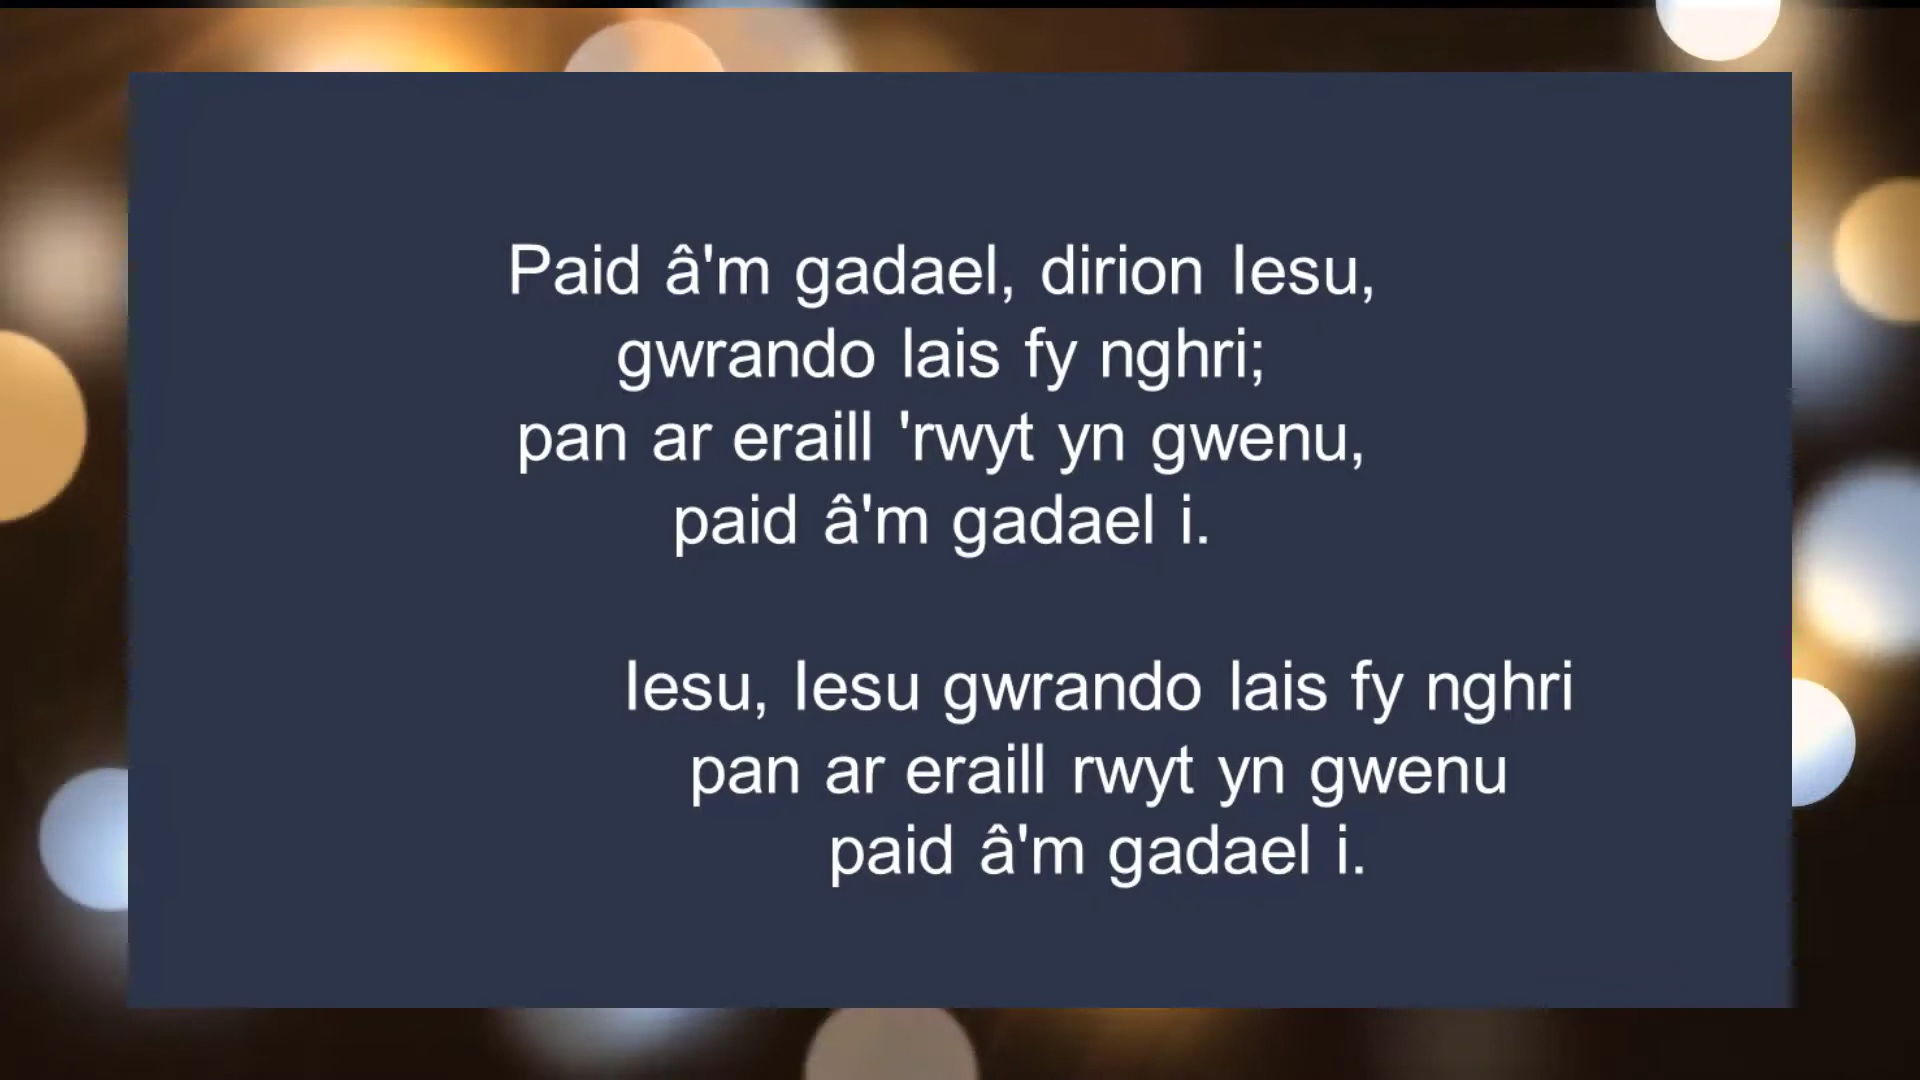 Paid â'm gadael, dirion Iesu,
gwrando lais fy nghri;
pan ar eraill 'rwyt yn gwenu,
paid â'm gadael i.
Iesu, Iesu gwrando lais fy nghri
pan ar eraill rwyt yn gwenu
paid â'm gadael i.